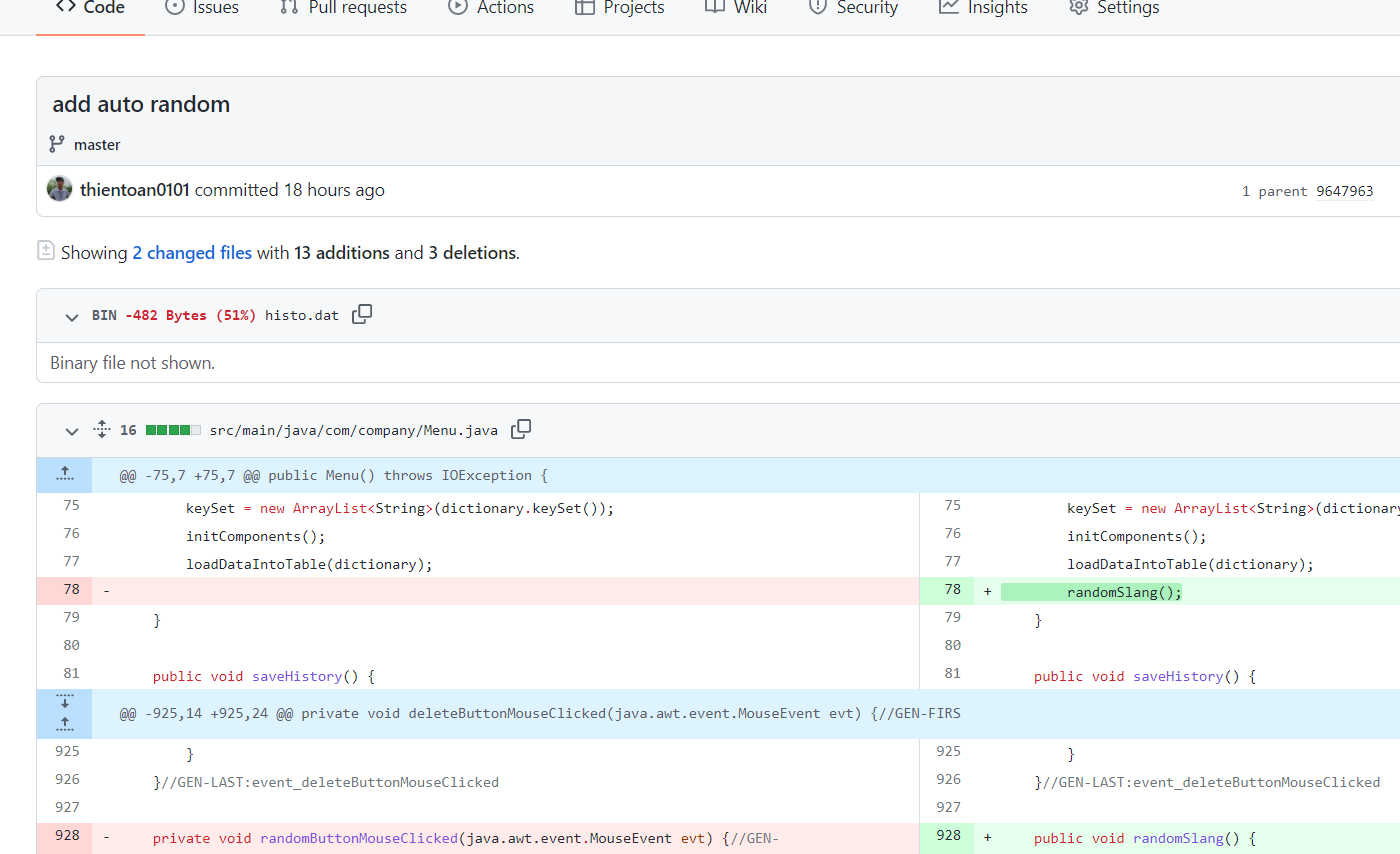 Code Issues Pull requests Actions Projects Wiki Security Insights Settings
add auto random
master
thientoan0101 committed 18 hours ago 1 parent 9647963
Showing 2 changed files with 13 additions and 3 deletions.
BIN -482 Bytes (51%) histo.dat
Binary file not shown.
16 src/main/java/com/company/Menu.java
@@ -75,7 +75,7 @@ public Menu() throws IOException {
75 keySet = new ArrayList<String>(dictionary.keySet()); 75 keySet = new ArrayList<String>(dictionary
76 initComponents(); 76 initComponents();
77 loadDataIntoTable(dictionary); 77 loadDataIntoTable(dictionary);
78 - 78 + randomSlang();
79 } 79 }
80 80
81 public void saveHistory() { 81 public void saveHistory() {
@@ -925,14 +925,24 @@ private void deleteButtonMouseClicked(java.awt.event.MouseEvent evt) {//GEN-FIRS
925 } 925 }
926 }//GEN-LAST:event_deleteButtonMouseClicked 926 }//GEN-LAST:event_deleteButtonMouseClicked
927 927
928 - private void randomButtonMouseClicked(java.awt.event.MouseEvent evt) {//GEN- 928 + public void randomSlang() {